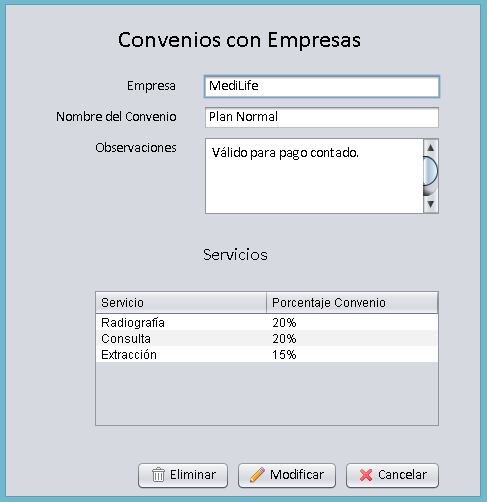 Convenios con Empresas
Empresa MediLife
Nombre del Convenio Plan Normal
Observaciones Válido para pago contado.
Servicios
Servicio Porcentaje Convenio
Radiografía 20%
Consulta 20%
Extracción 15%
Eliminar Modificar Cancelar